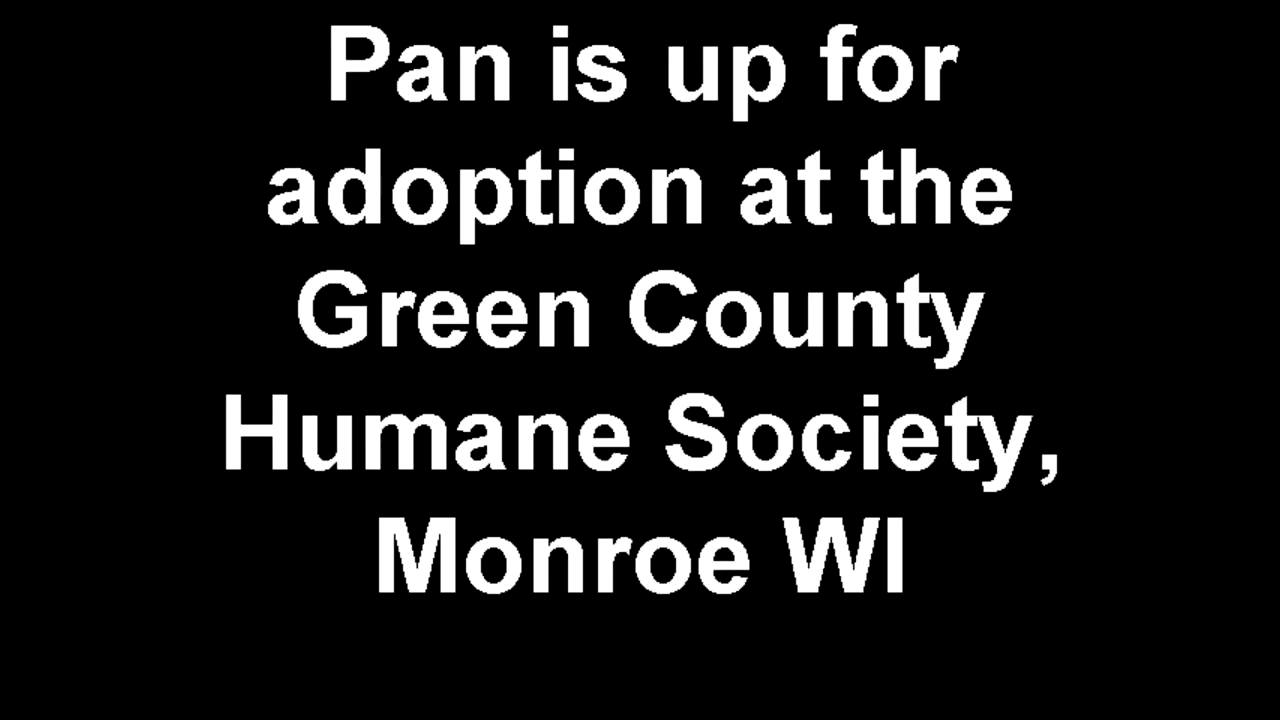 Pan is up for
adoption at the
Green County
Humane Society,
Monroe WI